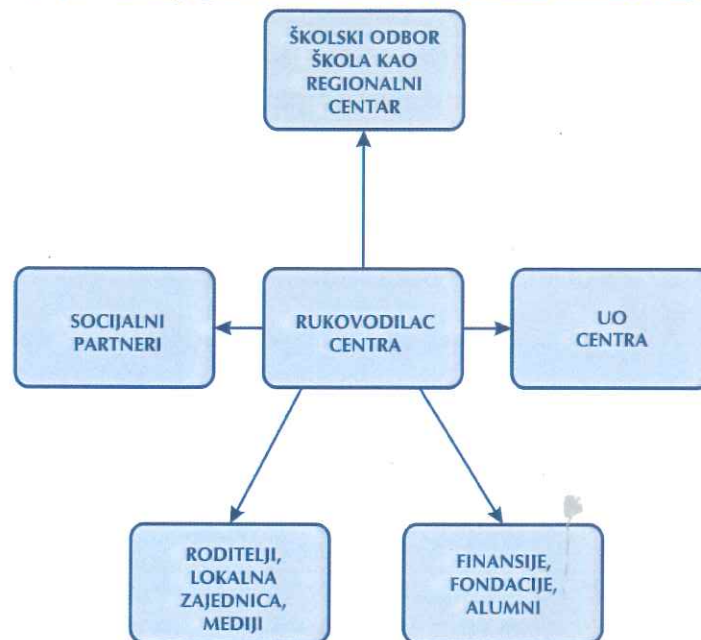 ŠKOLSKI ODBOR
ŠKOLA KAO
REGIONALNI
CENTAR
SOCIJALNI
PARTNERI
RUKOVODILAC
CENTRA
UO
CENTRA
RODITELJI,
LOKALNA
ZAJEDNICA,
MEDIJI
FINANSIJE,
FONDACIJE,
ALUMNI